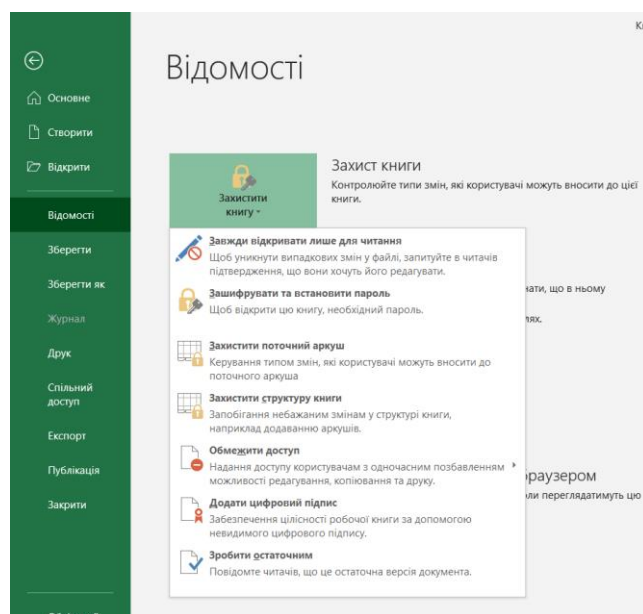 Відомості
Основне
Створити
Відкрити
Відомості
Зберегти
Зберегти як
Журнал
Друк
Спільний
доступ
Експорт
Публікація
Закрити
Захистити
книгу
Захист книги
Контролюйте типи змін, які користувачі можуть вносити до цієї
книги.
Завжди відкривати лише для читання
Щоб уникнути випадкових змін у файлі, запитуйте в читачів
підтвердження, що вони хочуть його редагувати.
Зашифрувати та встановити пароль
Щоб відкрити цю книгу, необхідний пароль.
Захистити поточний аркуш
Керування типом змін, які користувачі можуть вносити до
поточного аркуша
Захистити структуру книги
Запобігання небажаним змінам у структурі книги,
наприклад додаванню аркушів.
Обмежити доступ
Надання доступу користувачам з одночасним позбавленням
можливості редагування, копіювання та друку.
Додати цифровий підпис
Забезпечення цілісності робочої книги за допомогою
невидимого цифрового підпису.
Зробити остаточним
Повідомте читачів, що це остаточна версія документа.
що в ньому
переглядатимуть цю